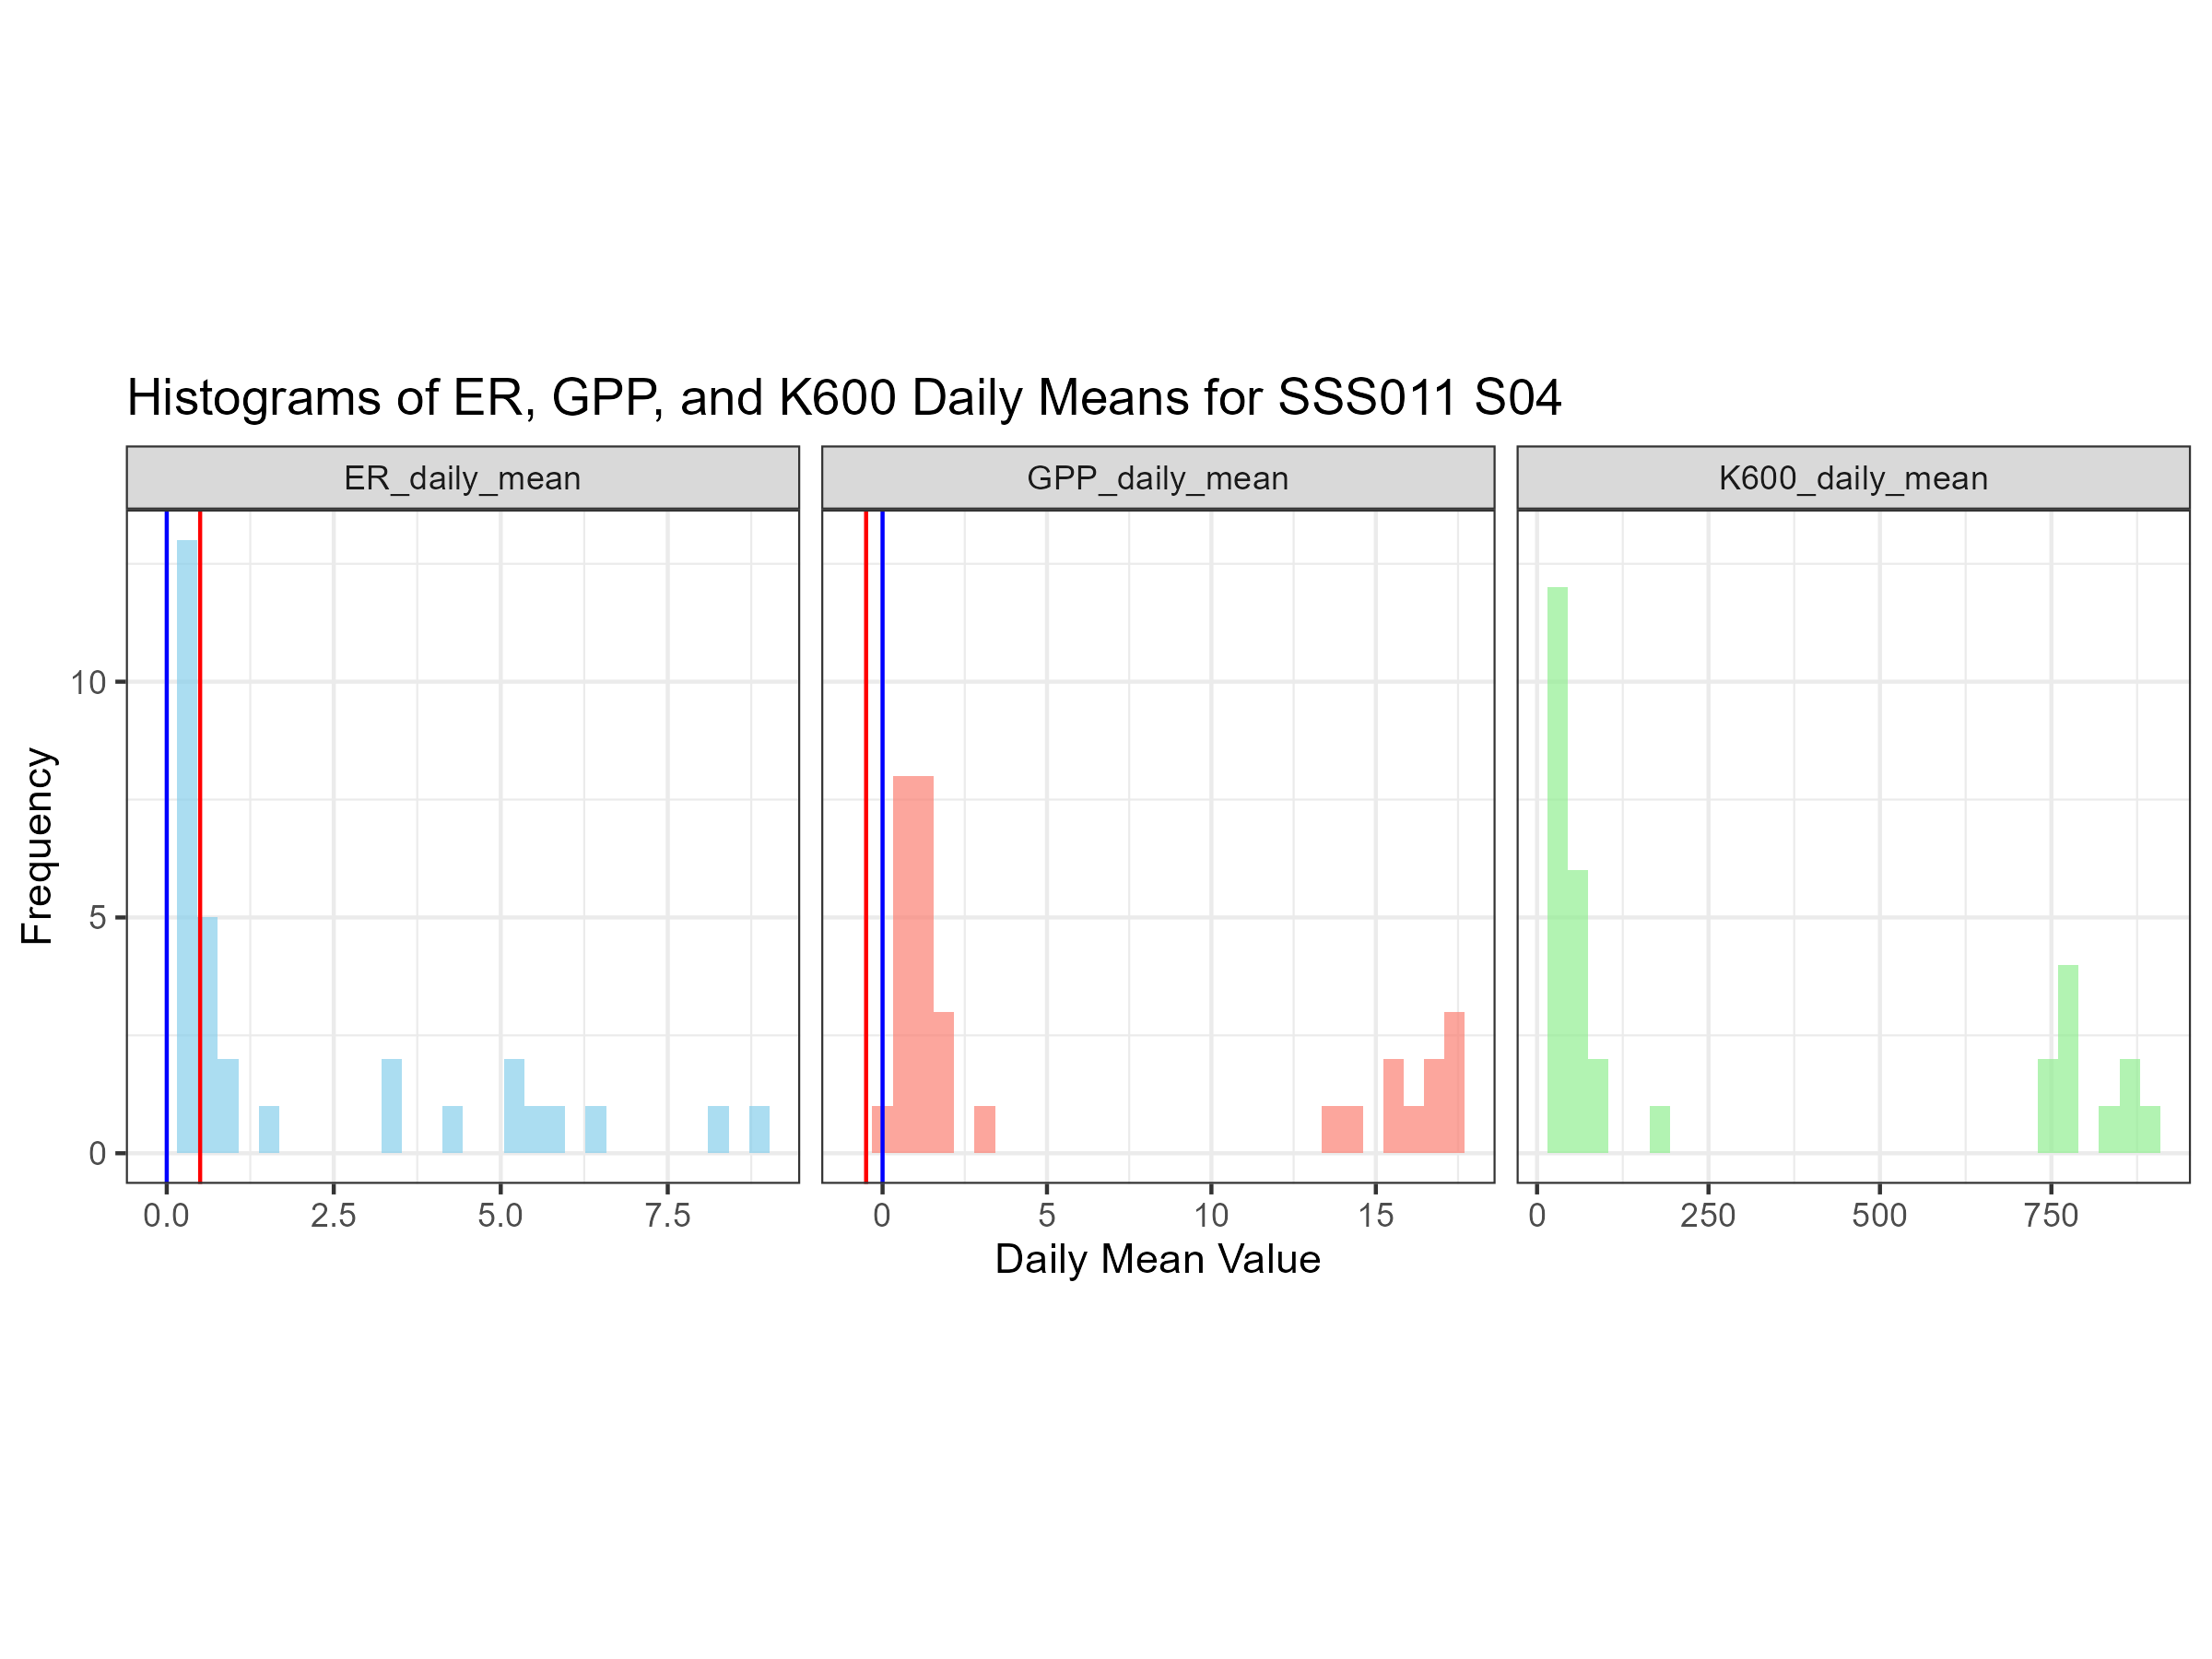 Histograms of ER, GPP, and K600 Daily Means for SSS011 S04
ER_daily_mean
GPP_daily_mean
K600_daily_mean
Frequency
10
5
0
0.0 2.5 5.0 7.5
0 5 10 15
0 250 500 750
Daily Mean Value